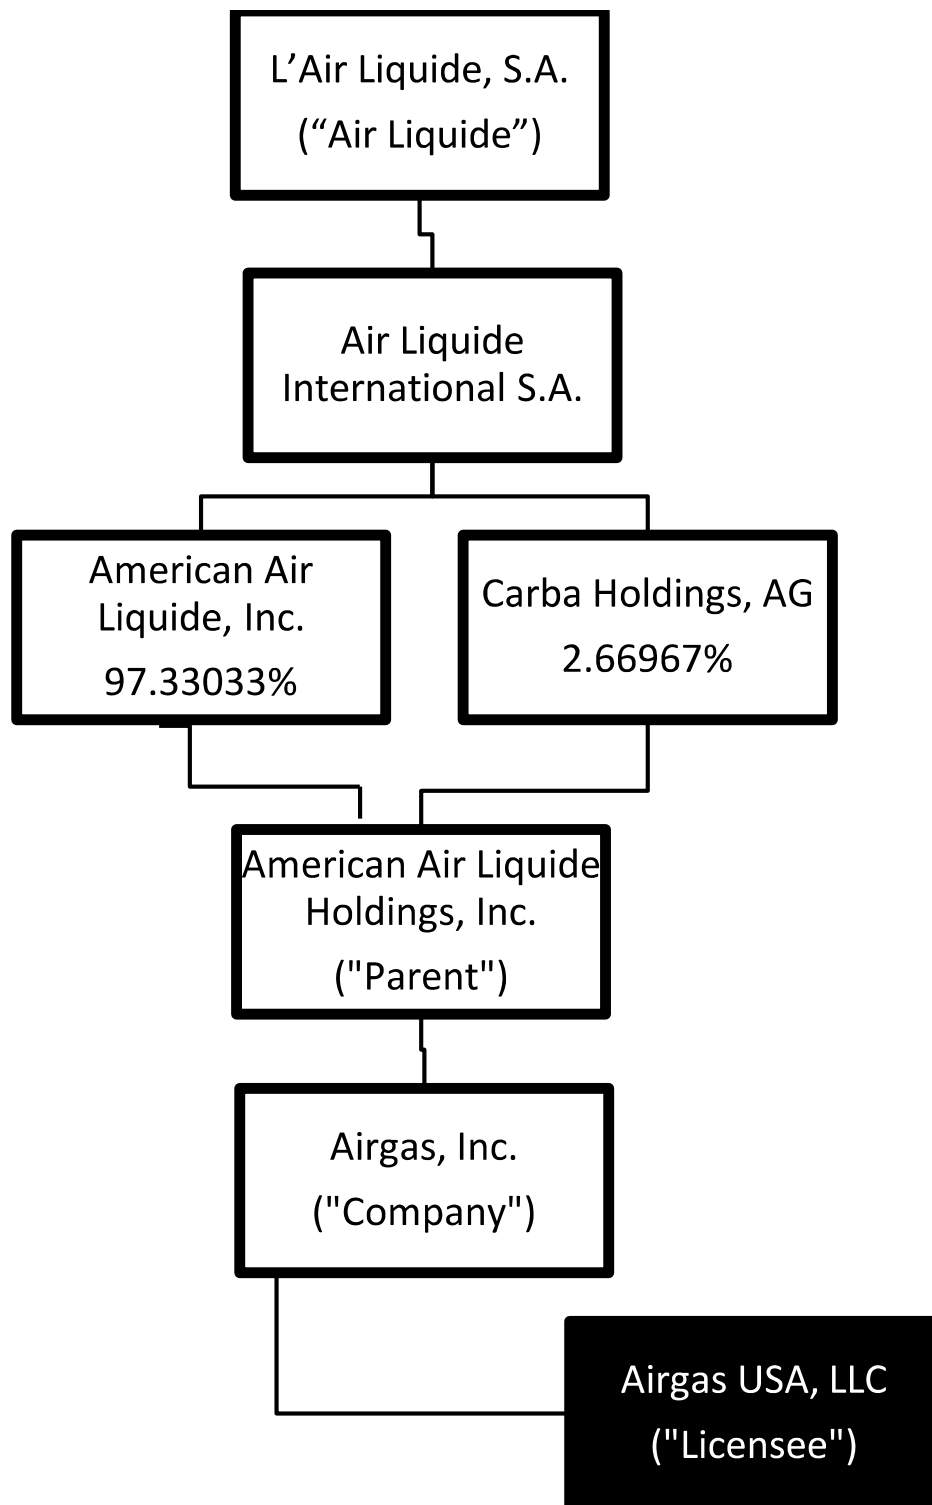 L’Air Liquide, S.A.
(“Air Liquide”)
Air Liquide
International S.A.
American Air
Liquide, Inc.
97.33033%
Carba Holdings, AG
2.66967%
American Air Liquide
Holdings, Inc.
("Parent")
Airgas, Inc.
("Company")
Airgas USA, LLC
("Licensee")